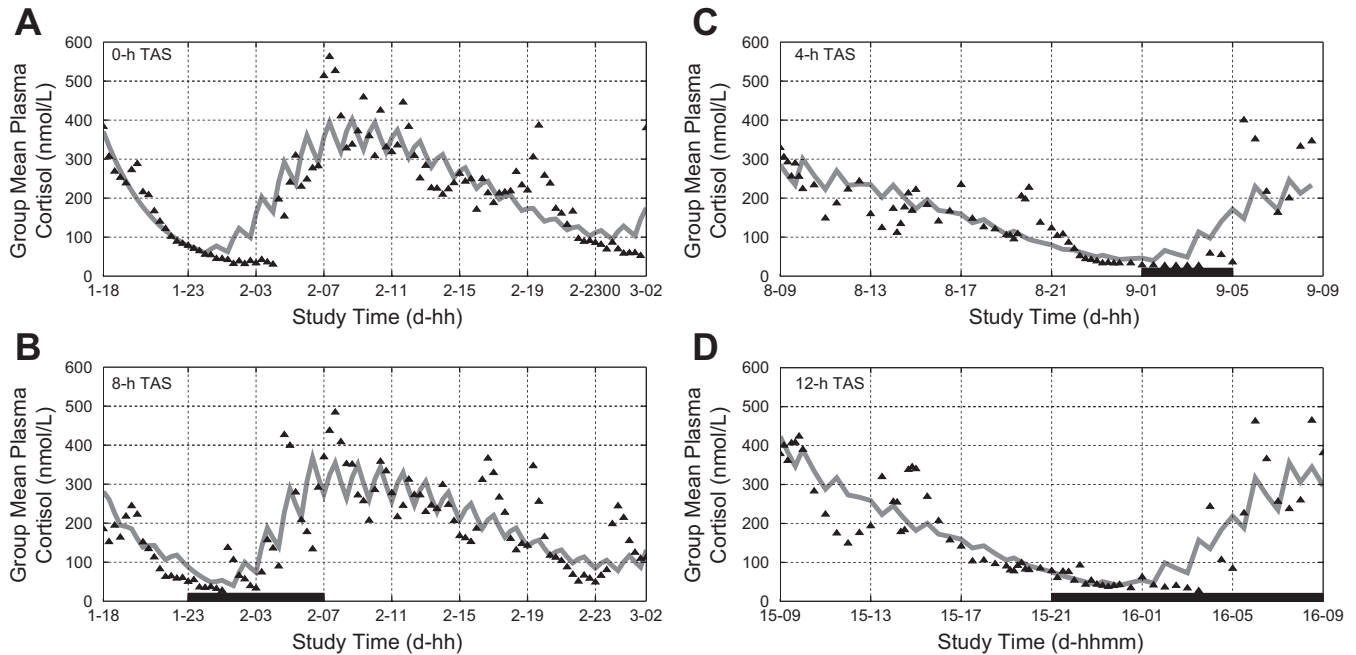 A
0-h TAS
Group Mean Plasma
Cortisol (nmol/L)
600
500
400
300
200
100
0
1-18 1-23 2-03 2-07 2-11 2-15 2-19 2-2300 3-02
Study Time (d-hh)
B
8-h TAS
Group Mean Plasma
Cortisol (nmol/L)
600
500
400
300
200
100
0
1-18 1-23 2-03 2-07 2-11 2-15 2-19 2-23 3-02
Study Time (d-hh)
C
4-h TAS
Group Mean Plasma
Cortisol (nmol/L)
600
500
400
300
200
100
0
8-09 8-13 8-17 8-21 9-01 9-05 9-09
Study Time (d-hh)
D
12-h TAS
Group Mean Plasma
Cortisol (nmol/L)
600
500
400
300
200
100
0
15-09 15-13 15-17 15-21 16-01 16-05 16-09
Study Time (d-hhmm)